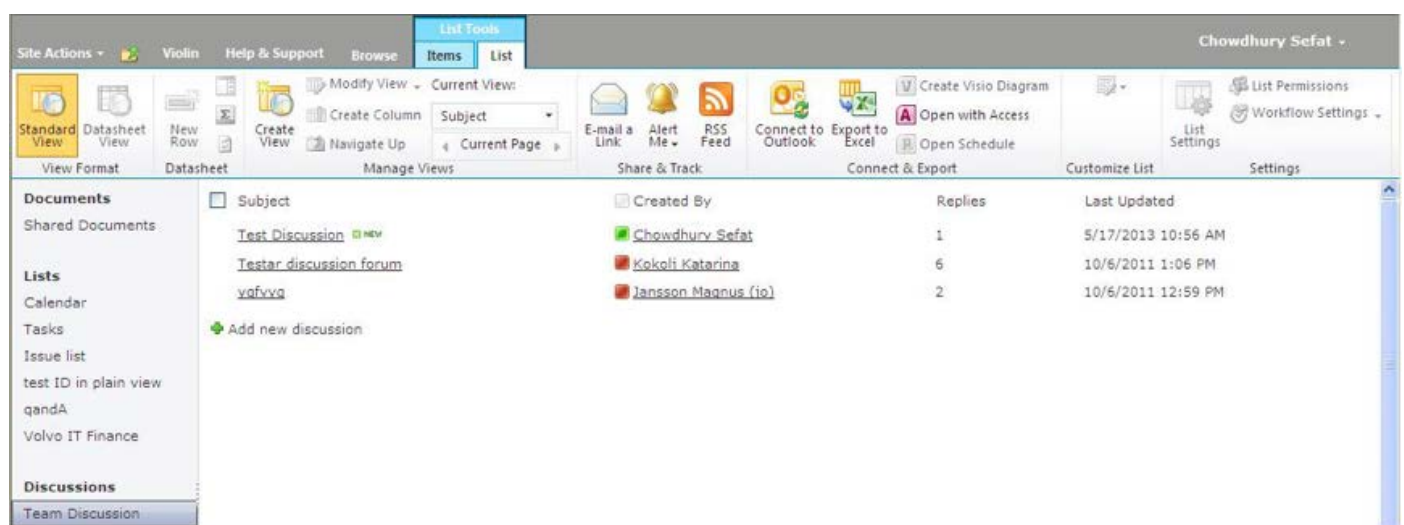 List Tools
Site Actions Violin Help & Support Browse Items List Chowdhury Sefat
Standard View Datasheet View New Row Σ Create View Modify View Create Column Navigate Up Current View: Subject Current Page E-mail a Link Alert Me RSS Feed Connect to Outlook Export to Excel Create Visio Diagram Open with Access Open Schedule List Settings List Permissions Workflow Settings
View Format Datasheet Manage Views Share & Track Connect & Export Customize List Settings
Documents
Shared Documents
Lists
Calendar
Tasks
Issue list
test ID in plain view
qandA
Volvo IT Finance
Discussions
Team Discussion
Subject Created By Replies Last Updated
Test Discussion NEW Chowdhury Sefat 1 5/17/2013 10:56 AM
Testar discussion forum Kokoli Katarina 6 10/6/2011 1:06 PM
Jansson Magnus (io) 2 10/6/2011 12:59 PM
Add new discussion